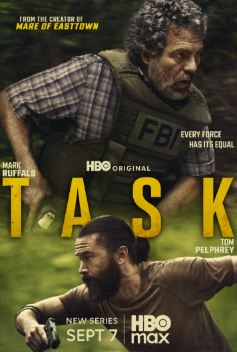 FROM THE CREATOR OF
MARE OF EASTTOWN
FBI
EVERY FORCE
HAS ITS EQUAL
MARK
RUFFALO
HBO ORIGINAL
TASK
TOM
PELPHREY
NEW SERIES
SEPT 7
HBO
max